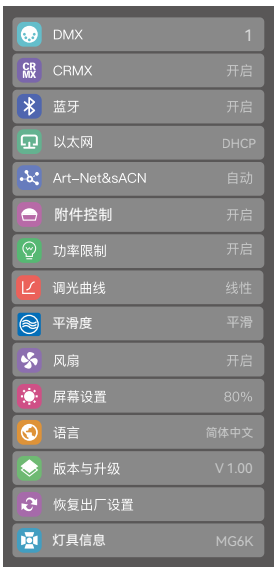 DMX 1
CRMX 开启
蓝牙 开启
以太网 DHCP
Art-Net&sACN 自动
附件控制 开启
功率限制 开启
调光曲线 线性
平滑度 平滑
风扇 开启
屏幕设置 80%
语言 简体中文
版本与升级 V 1.00
恢复出厂设置
灯具信息 MG6K